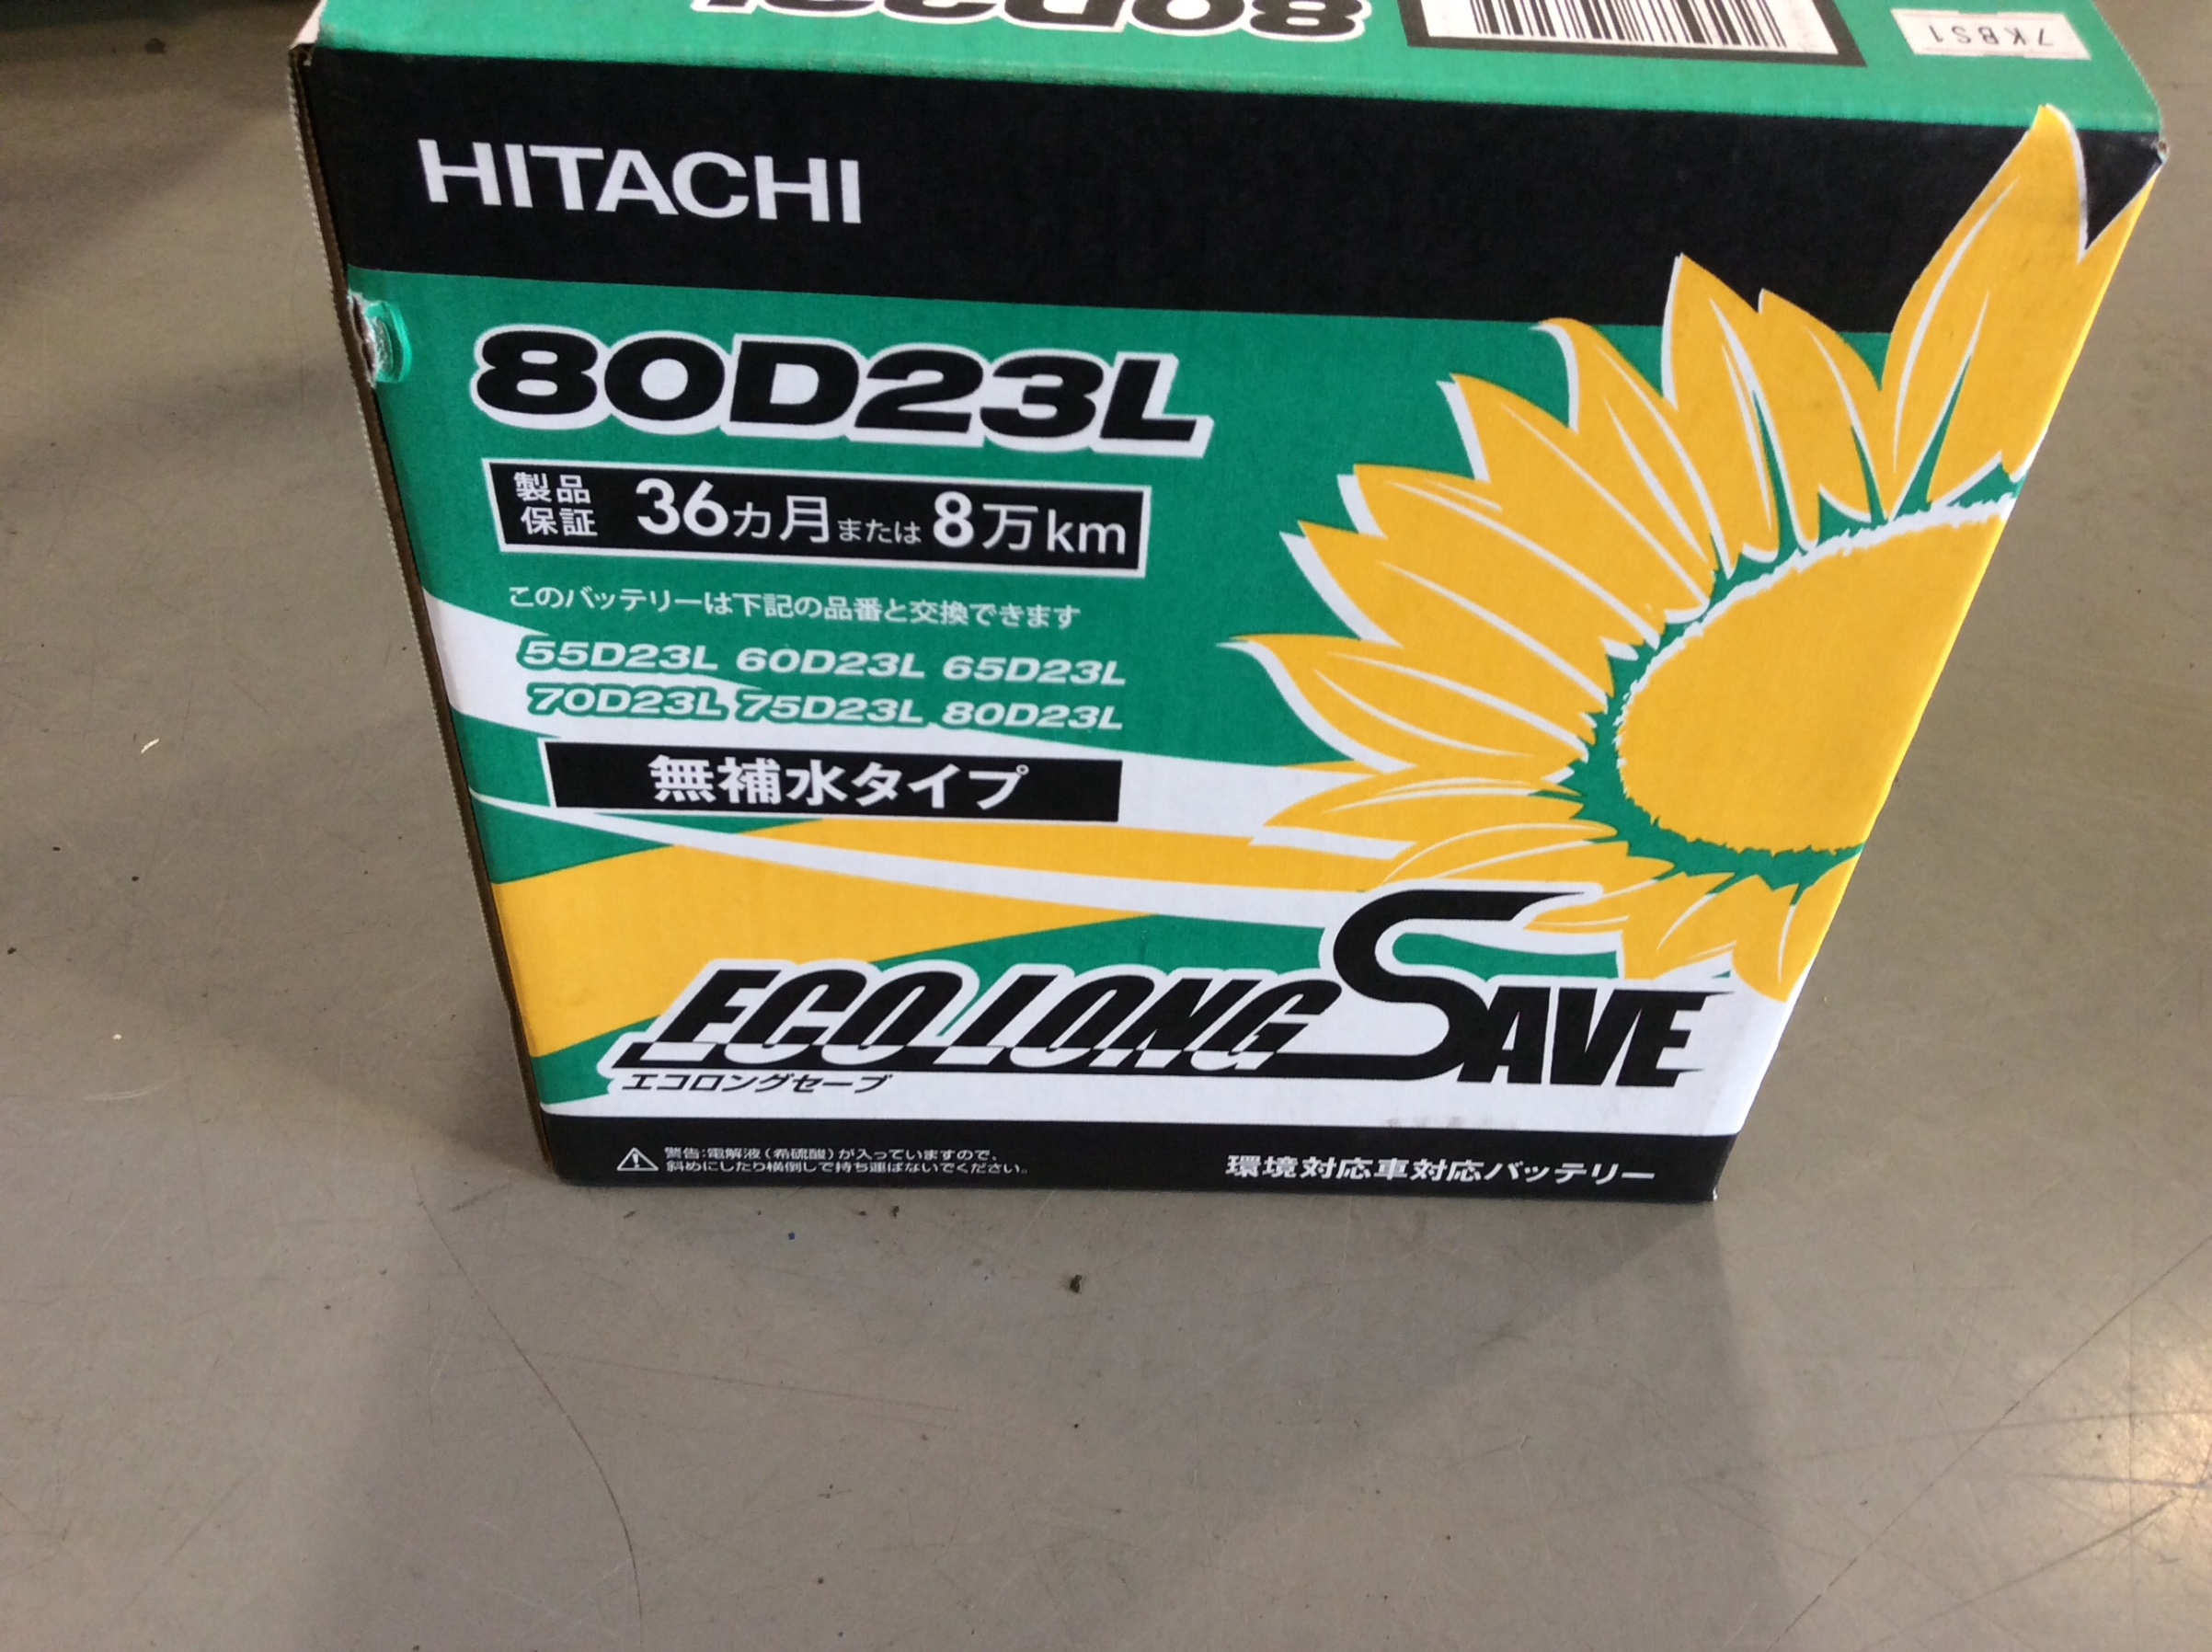 80D23L
7KBS1
HITACHI
80D23L
製品保証 36カ月または8万km
このバッテリーは下記の品番と交換できます
55D23L 60D23L 65D23L
70D23L 75D23L 80D23L
無補水タイプ
ECO LONG SAVE
エコロングセーブ
警告:電解液(希硫酸)が入っていますので、
斜めにしたり横倒しで持ち運ばないでください。
環境対応車対応バッテリー